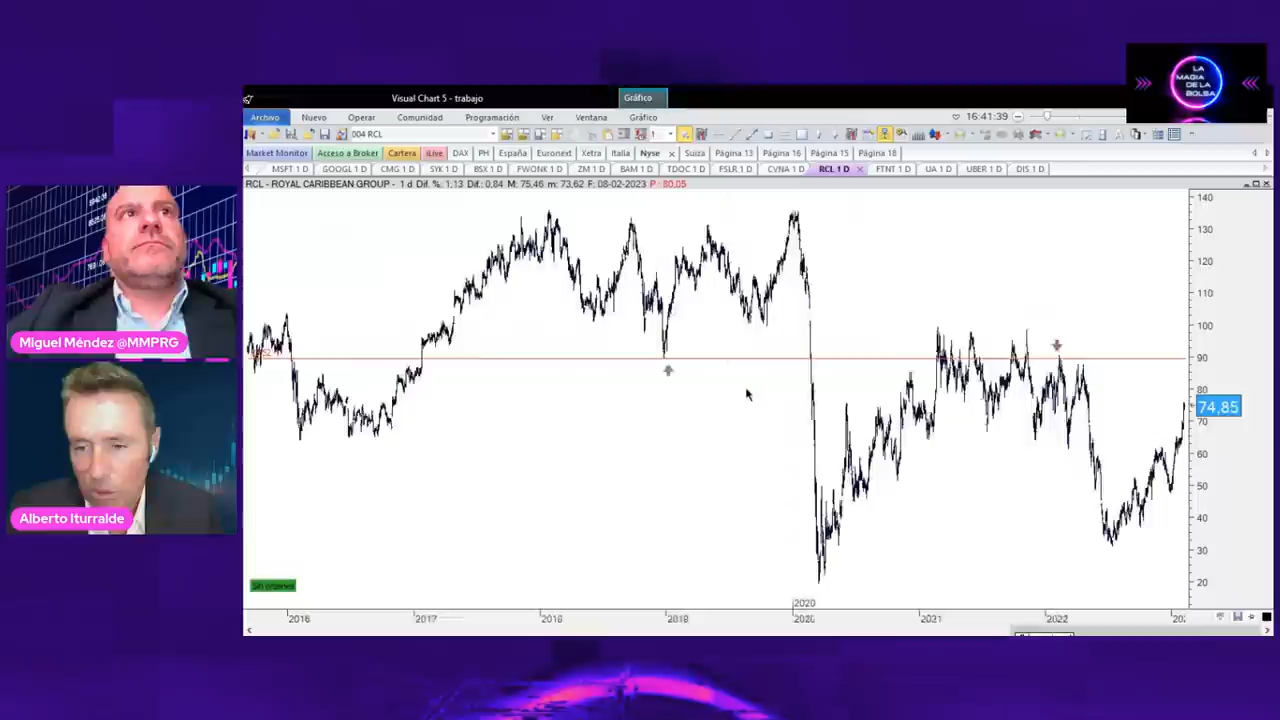 LA
MAGIA
DE LA
BOLSA
Visual Chart 5 - trabajo
Gráfico
Archivo Nuevo Operar Comunidad Programación Ver Ventana Gráfico
16:41:39
004 RCL
1
Market Monitor Acceso a Broker Cartera iLive DAX PH España Euronext Xetra Italia Nyse x Suiza Página 13 Página 16 Página 15 Página 18
MSFT 1 D GOOGL 1 D CMG 1 D SYK 1 D BSX 1 D FWONK 1 D ZM 1 D BAM 1 D TDOC 1 D FSLR 1 D CVNA 1 D RCL 1 D x FTNT 1 D UA 1 D UBER 1 D DIS 1 D
RCL - ROYAL CARIBBEAN GROUP - 1 d Dif. %: 1,13 Dif.: 0,84 M: 75,46 m: 73,62 F: 08-02-2023 P : 80,05
140
130
120
110
100
90
80
74,85
70
60
50
40
30
20
Miguel Méndez @MMPRG
Alberto Iturralde
Sin órdenes
2020
2016 2017 2018 2019 2020 2021 2022